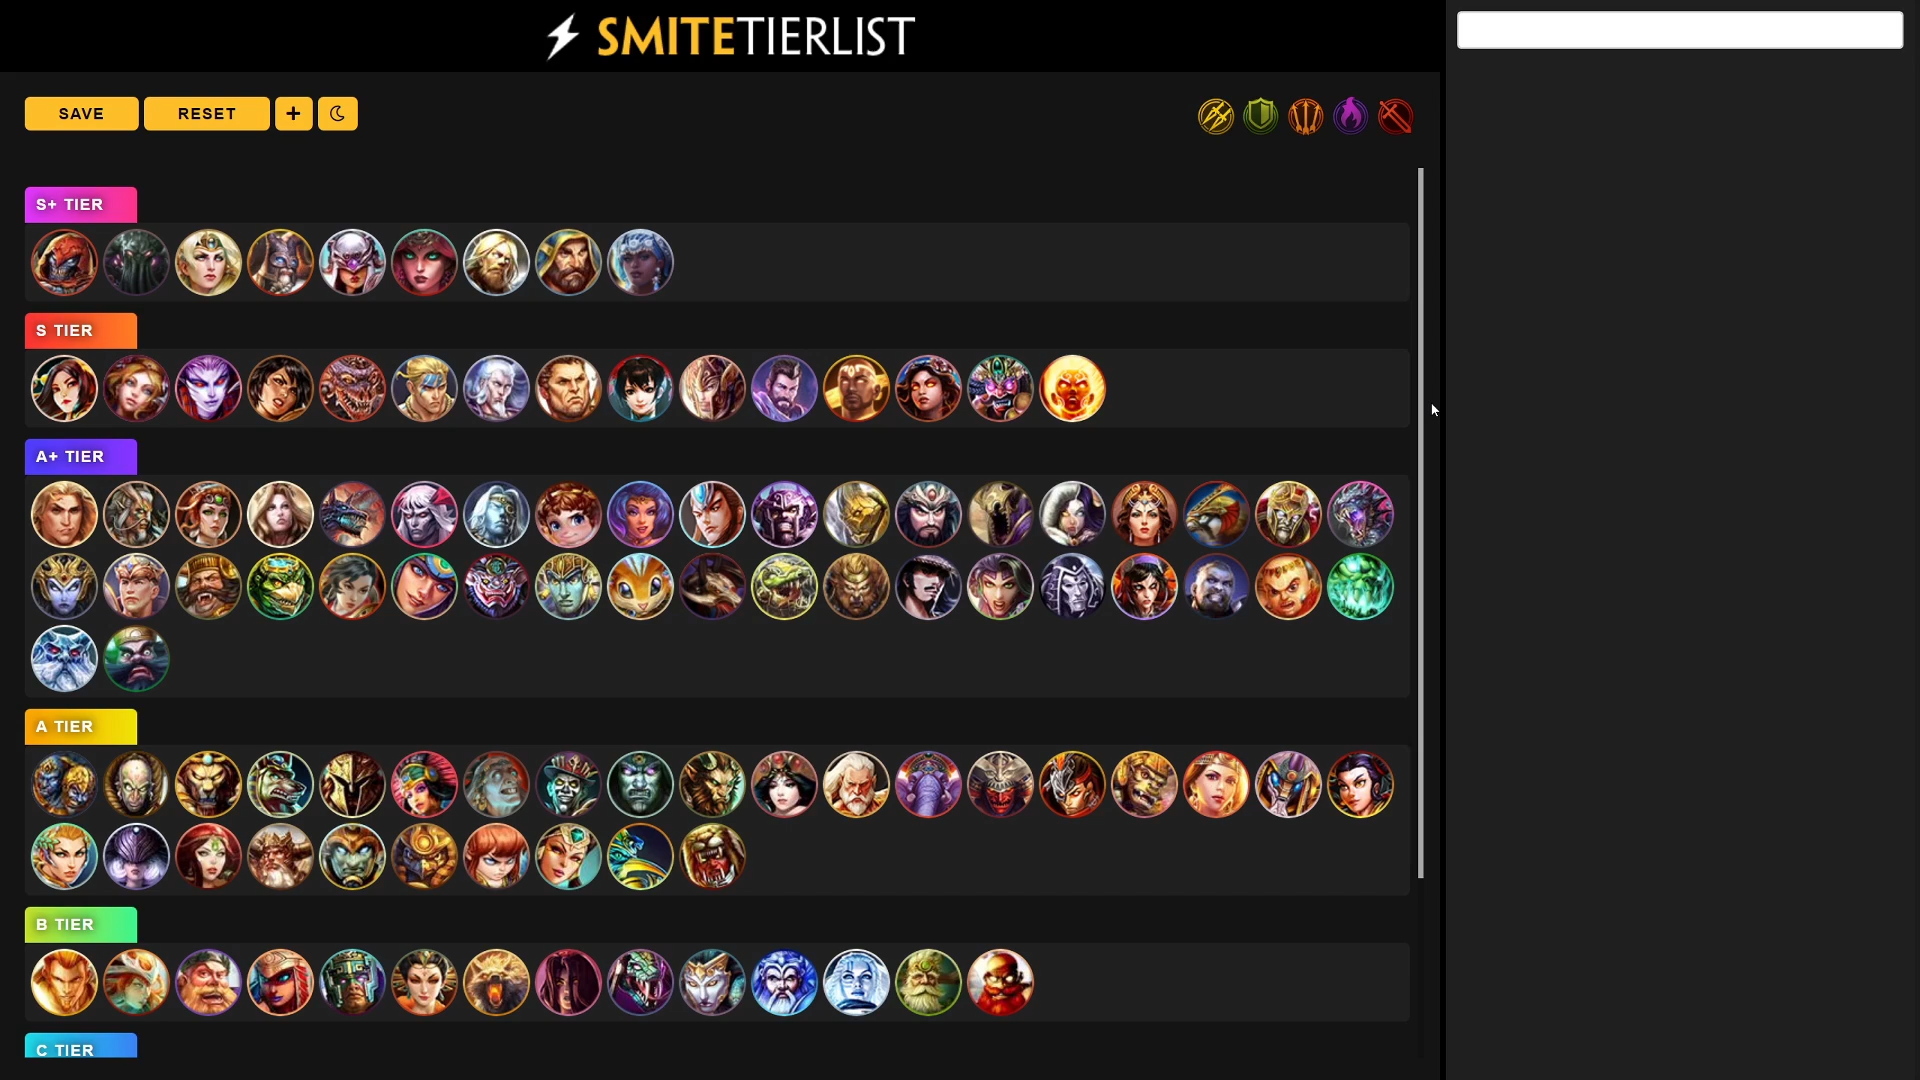 SMITETIERLIST
SAVE RESET +
S+ TIER
S TIER
A+ TIER
A TIER
B TIER
C TIER